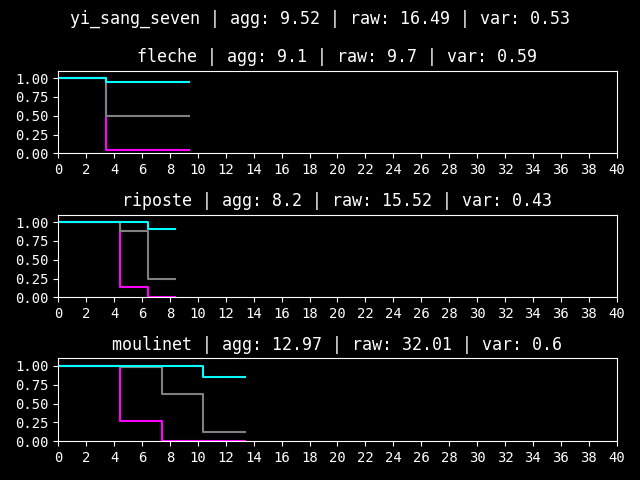 yi_sang_seven | agg: 9.52 | raw: 16.49 | var: 0.53
fleche | agg: 9.1 | raw: 9.7 | var: 0.59
1.00
0.75
0.50
0.25
0.00
0 2 4 6 8 10 12 14 16 18 20 22 24 26 28 30 32 34 36 38 40
riposte | agg: 8.2 | raw: 15.52 | var: 0.43
1.00
0.75
0.50
0.25
0.00
0 2 4 6 8 10 12 14 16 18 20 22 24 26 28 30 32 34 36 38 40
moulinet | agg: 12.97 | raw: 32.01 | var: 0.6
1.00
0.75
0.50
0.25
0.00
0 2 4 6 8 10 12 14 16 18 20 22 24 26 28 30 32 34 36 38 40